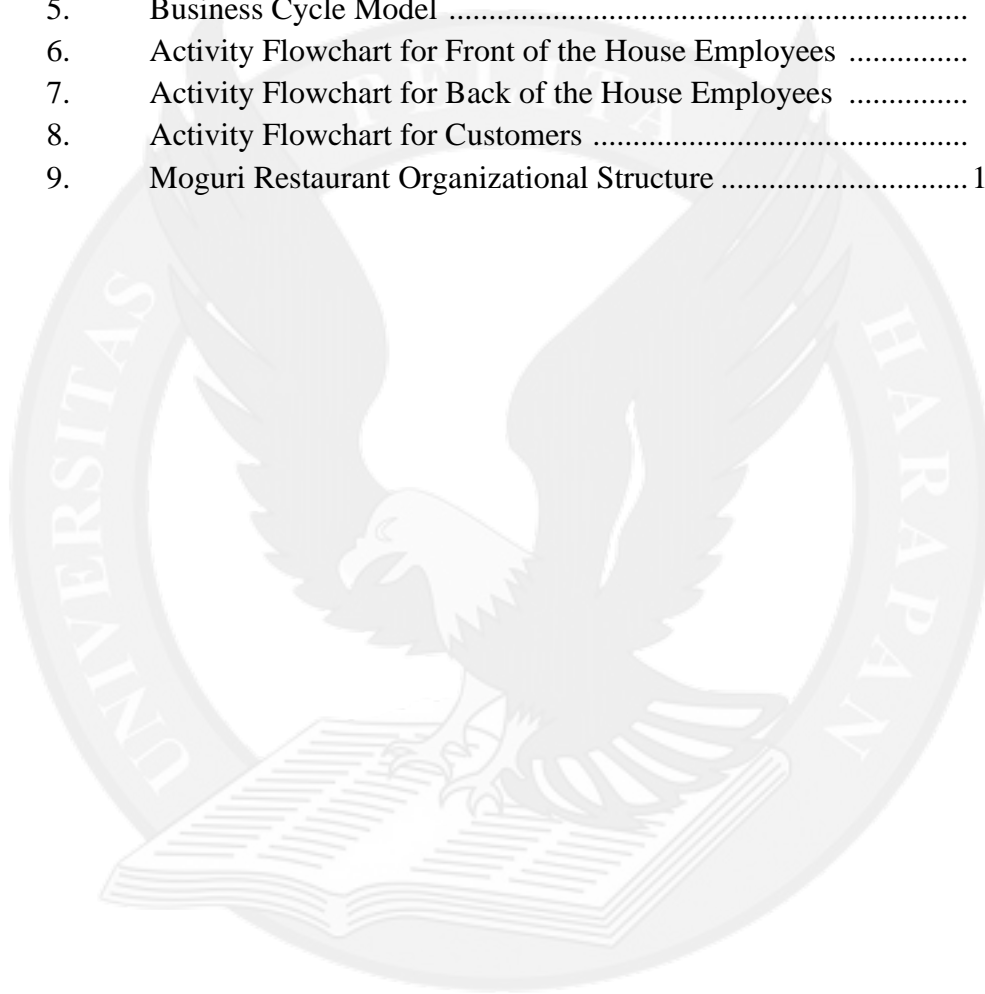 5. Business Cycle Model ................................................................
6. Activity Flowchart for Front of the House Employees ...............
7. Activity Flowchart for Back of the House Employees ...............
8. Activity Flowchart for Customers ...............................................
9. Moguri Restaurant Organizational Structure ............................... 1
UNIVERSITAS PELITA HARAPAN